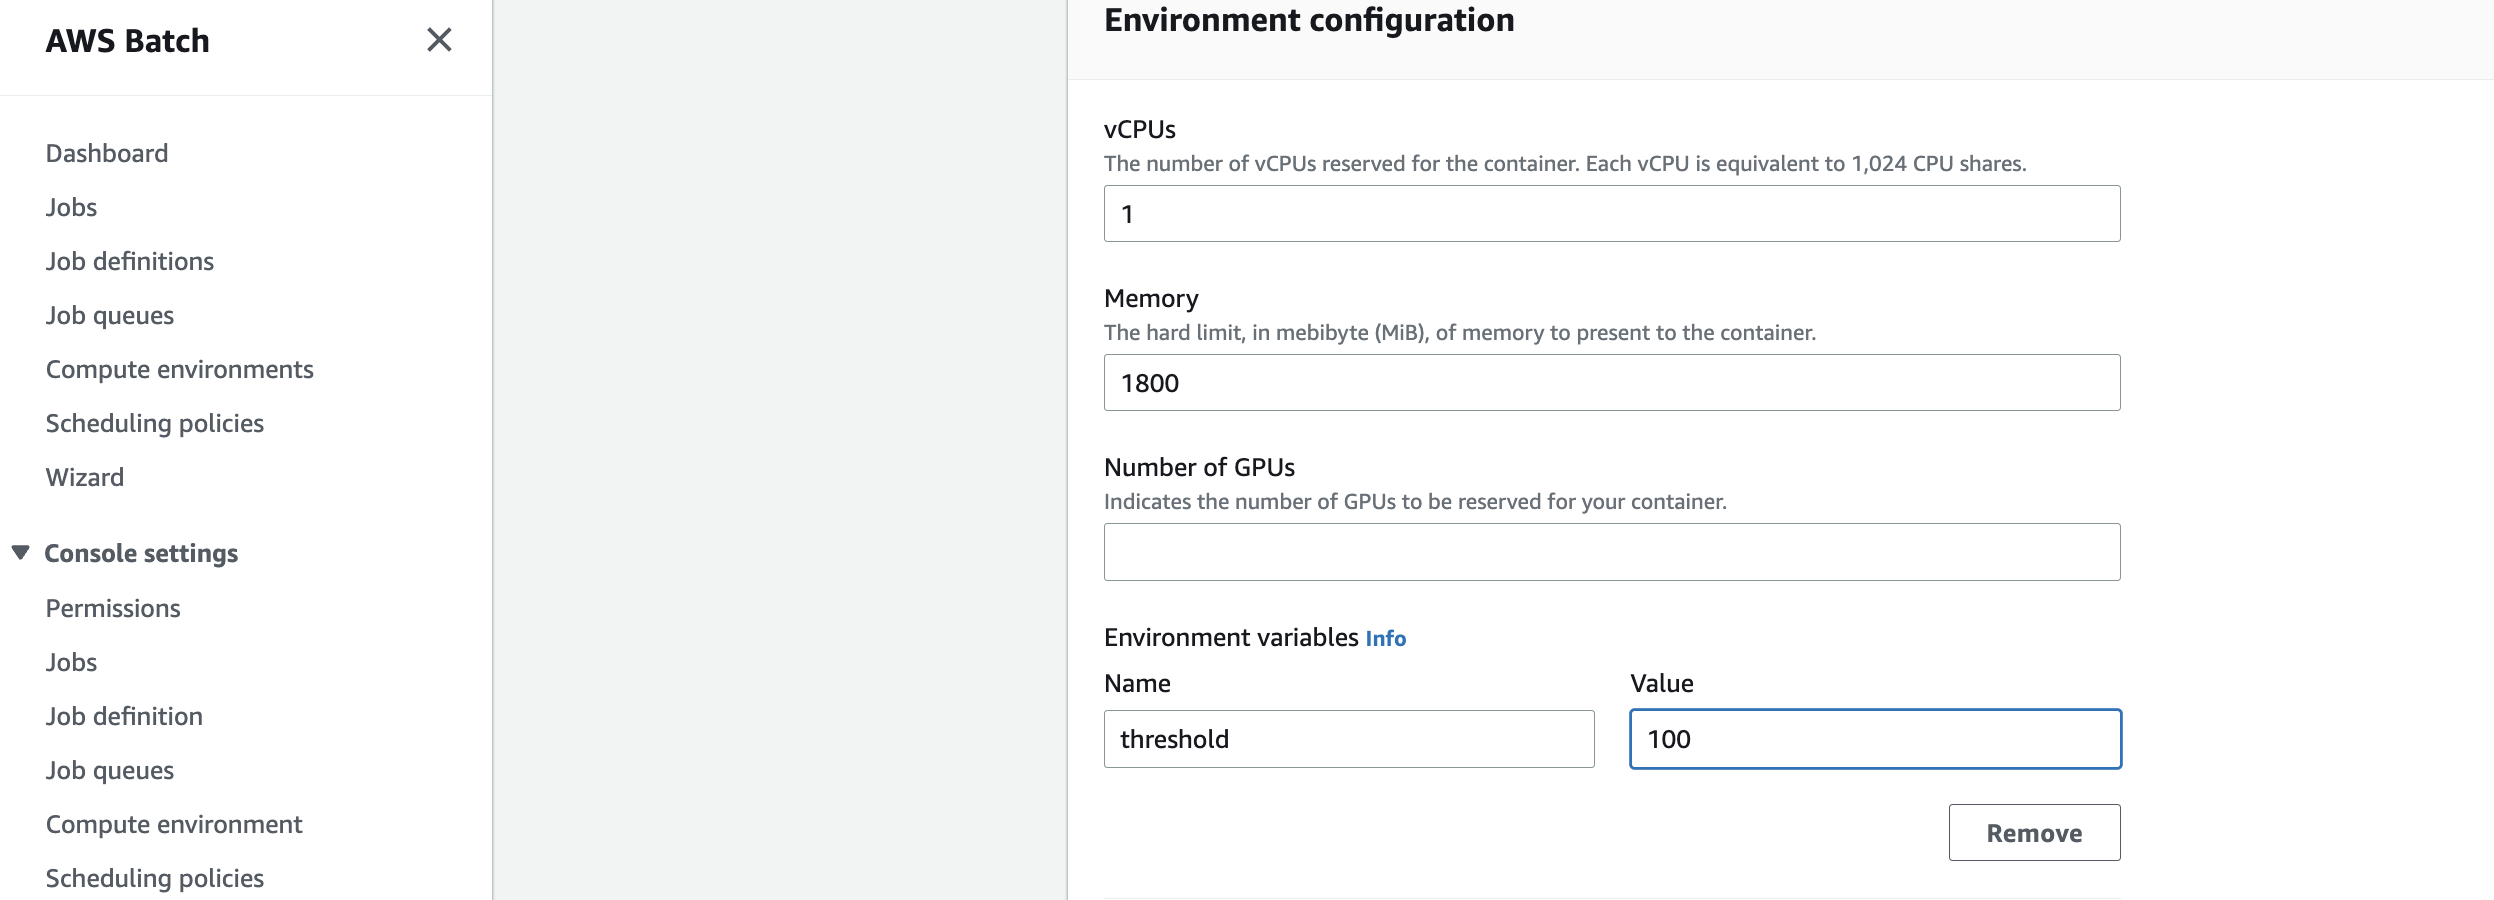 AWS Batch
Dashboard
Jobs
Job definitions
Job queues
Compute environments
Scheduling policies
Wizard
Console settings
Permissions
Jobs
Job definition
Job queues
Compute environment
Scheduling policies
Environment configuration
vCPUs
The number of vCPUs reserved for the container. Each vCPU is equivalent to 1,024 CPU shares.
1
Memory
The hard limit, in mebibyte (MiB), of memory to present to the container.
1800
Number of GPUs
Indicates the number of GPUs to be reserved for your container.
Environment variables Info
Name Value
threshold 100
Remove